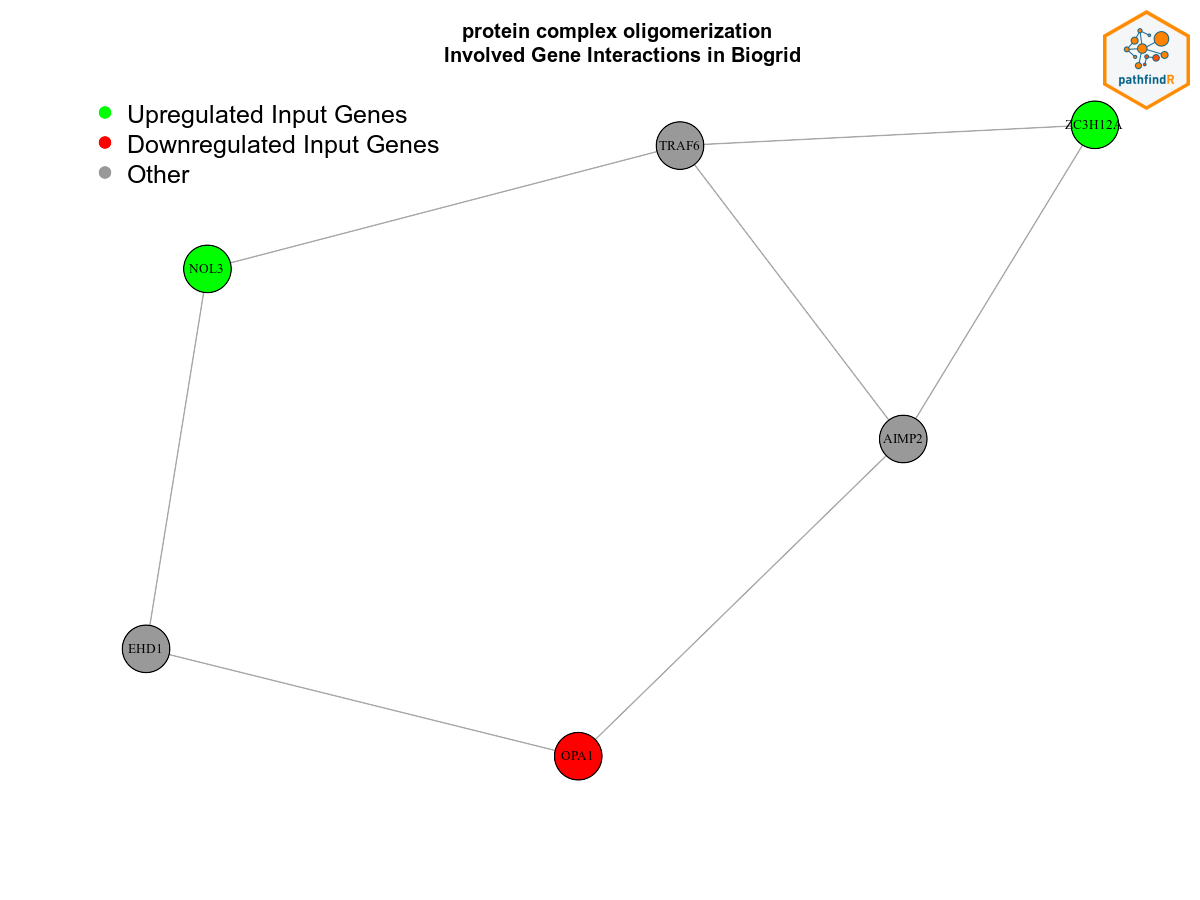 protein complex oligomerization
Involved Gene Interactions in Biogrid
pathfindR
Upregulated Input Genes
Downregulated Input Genes
Other
ZC3H12A
TRAF6
NOL3
AIMP2
EHD1
OPA1